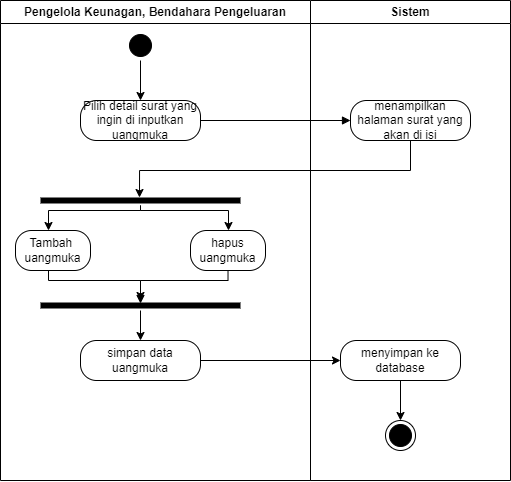 Pengelola Keunagan, Bendahara Pengeluaran
Sistem
Pilih detail surat yang
ingin di inputkan
uangmuka
menampilkan
halaman surat yang
akan di isi
Tambah
uangmuka
hapus
uangmuka
simpan data
uangmuka
menyimpan ke
database